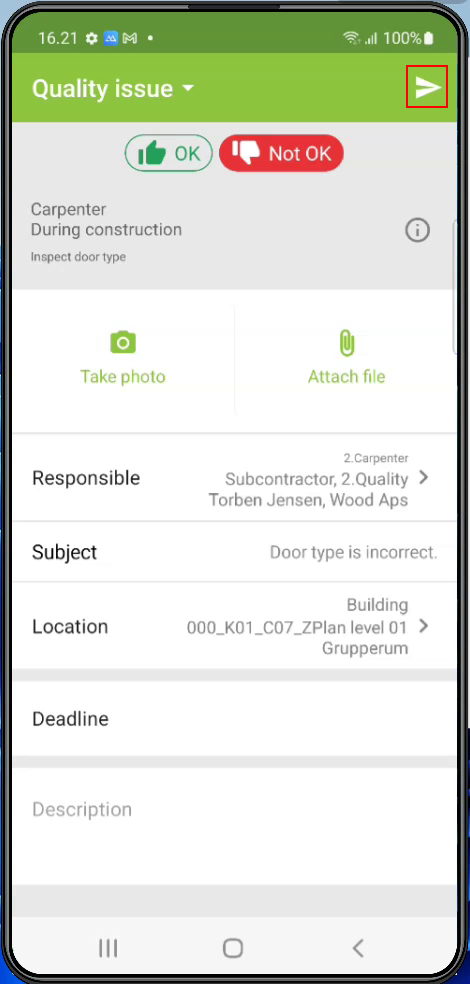 16.21
100%
Quality issue
OK
Not OK
Carpenter
During construction
Inspect door type
Take photo
Attach file
2.Carpenter
Responsible
Subcontractor, 2.Quality
Torben Jensen, Wood Aps
Subject
Door type is incorrect.
Building
Location
000_K01_C07_ZPlan level 01
Grupperum
Deadline
Description